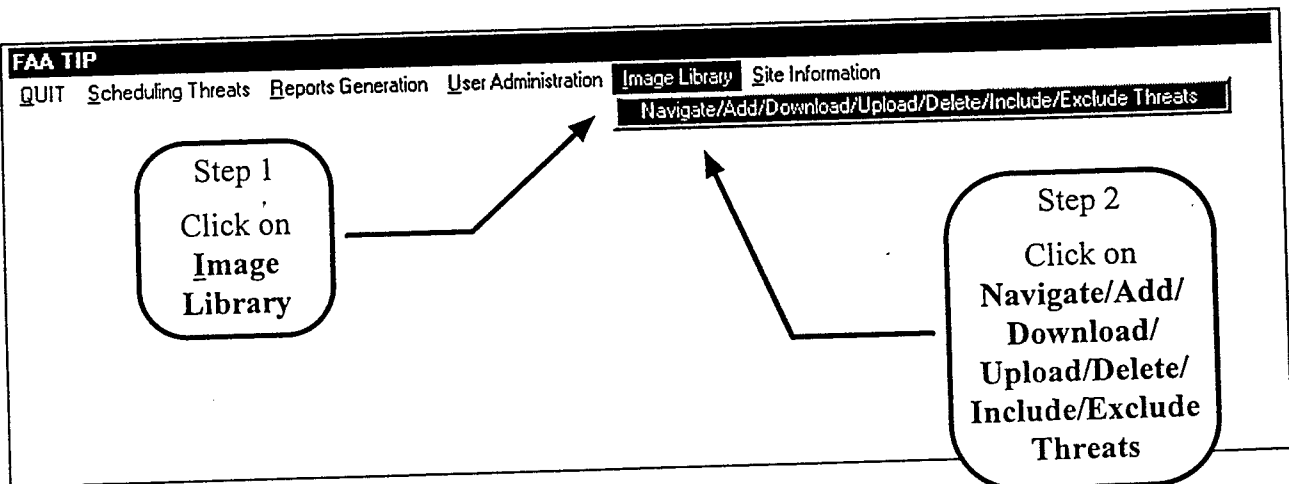 FAA TIP
QUIT Scheduling Threats Reports Generation User Administration Image Library Site Information
Navigate/Add/Download/Upload/Delete/Include/Exclude Threats
Step 1
Click on
Image
Library
Step 2
Click on
Navigate/Add/
Download/
Upload/Delete/
Include/Exclude
Threats